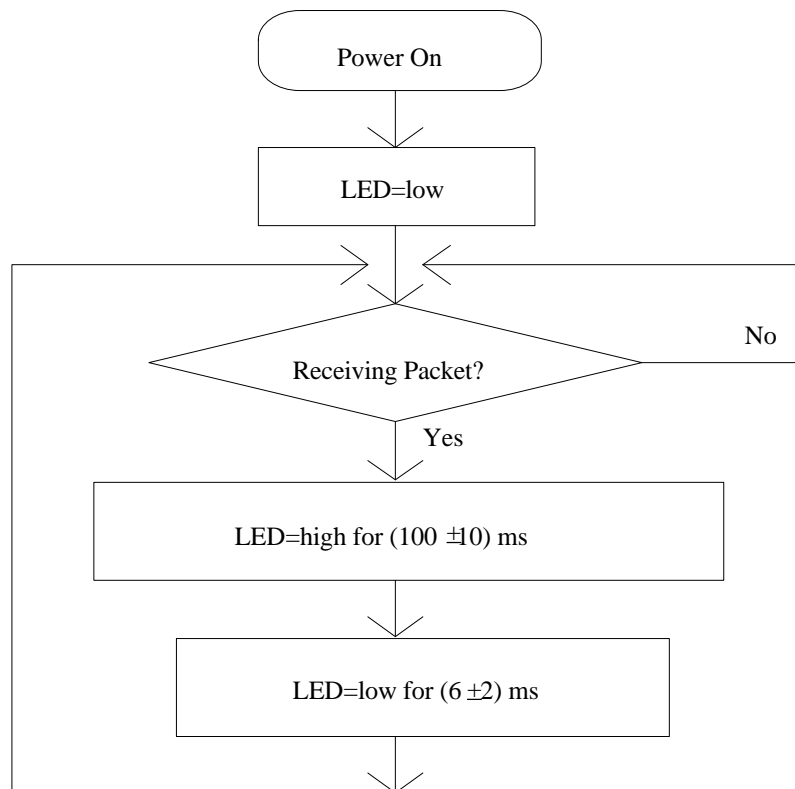 Power On
LED=low
No
Receiving Packet?
Yes
LED=high for (100 ±10) ms
LED=low for (6 ±2) ms